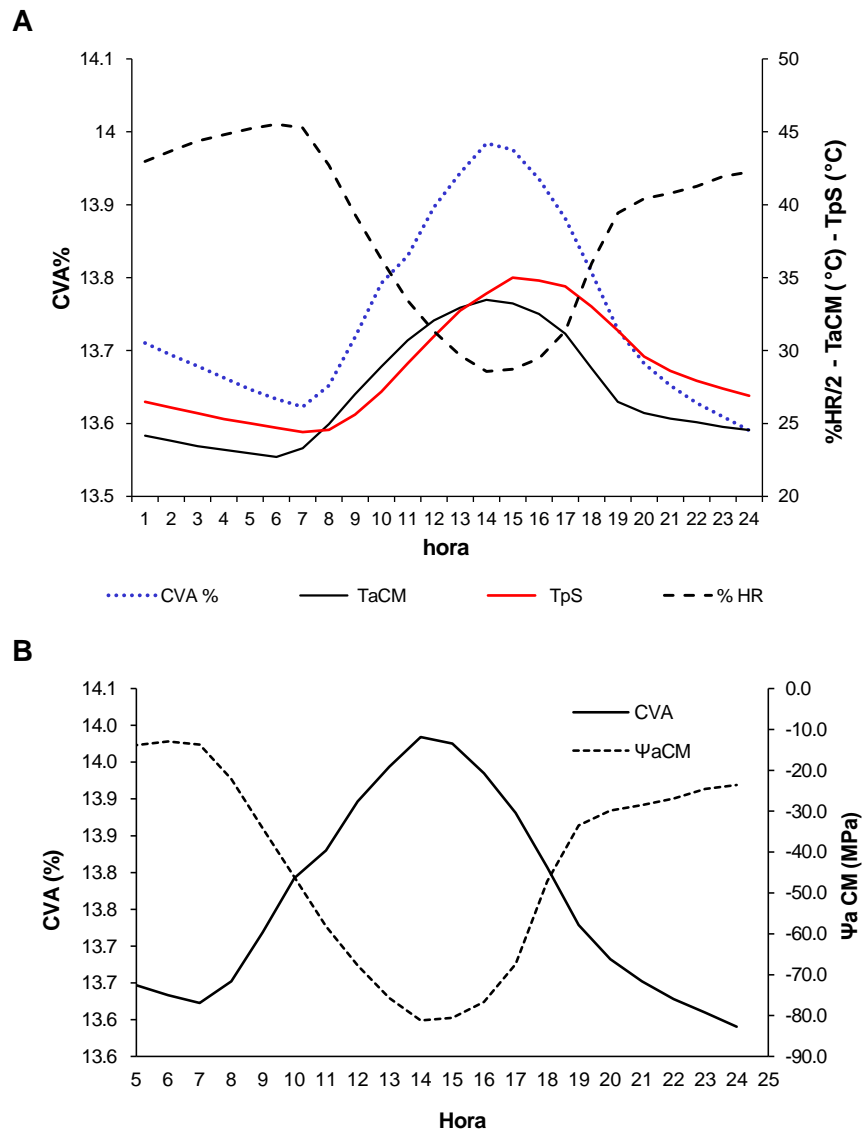 A
14.1
14
13.9
13.8
13.7
13.6
13.5
CVA%
50
45
40
35
30
25
20
%HR/2 - TaCM ( °C) - TpS (°C)
1 2 3 4 5 6 7 8 9 10 11 12 13 14 15 16 17 18 19 20 21 22 23 24
hora
CVA % TaCM TpS % HR
B
14.1
14.0
14.0
13.9
13.9
13.8
13.8
13.7
13.7
13.6
13.6
CVA (%)
CVA
ΨaCM
0.0
-10.0
-20.0
-30.0
-40.0
-50.0
-60.0
-70.0
-80.0
-90.0
Ψa CM (MPa)
5 6 7 8 9 10 11 12 13 14 15 16 17 18 19 20 21 22 23 24 25
Hora